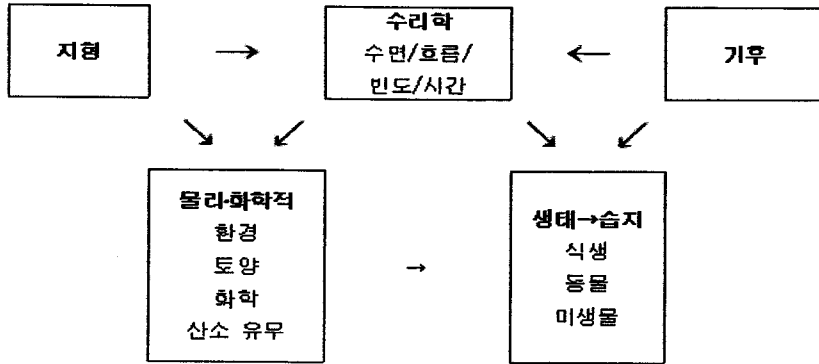 지형
→
수리학
수면/흐름/
빈도/시간
←
기후
↘
↙
↘
↙
물리·화학적
환경
토양
화학
산소 유무
→
생태→습지
식생
동물
미생물